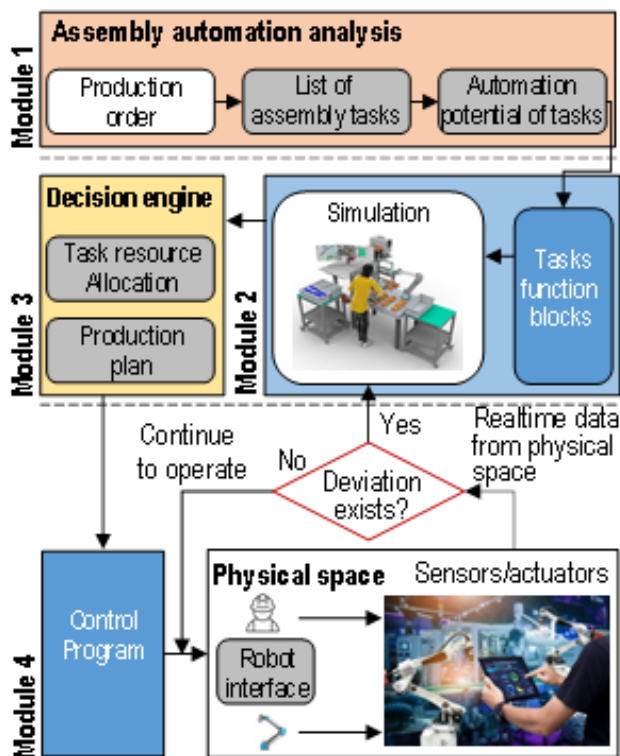 Module 1
Assembly automation analysis
Production
order
List of
assembly tasks
Automation
potential of tasks
Module 3
Decision engine
Task resource
Allocation
Production
plan
Module 2
Simulation
Tasks
function
blocks
Continue
to operate
No
Yes
Realtime data
from physical
space
Deviation
exists?
Module 4
Control
Program
Physical space
Sensors/actuators
Robot
interface